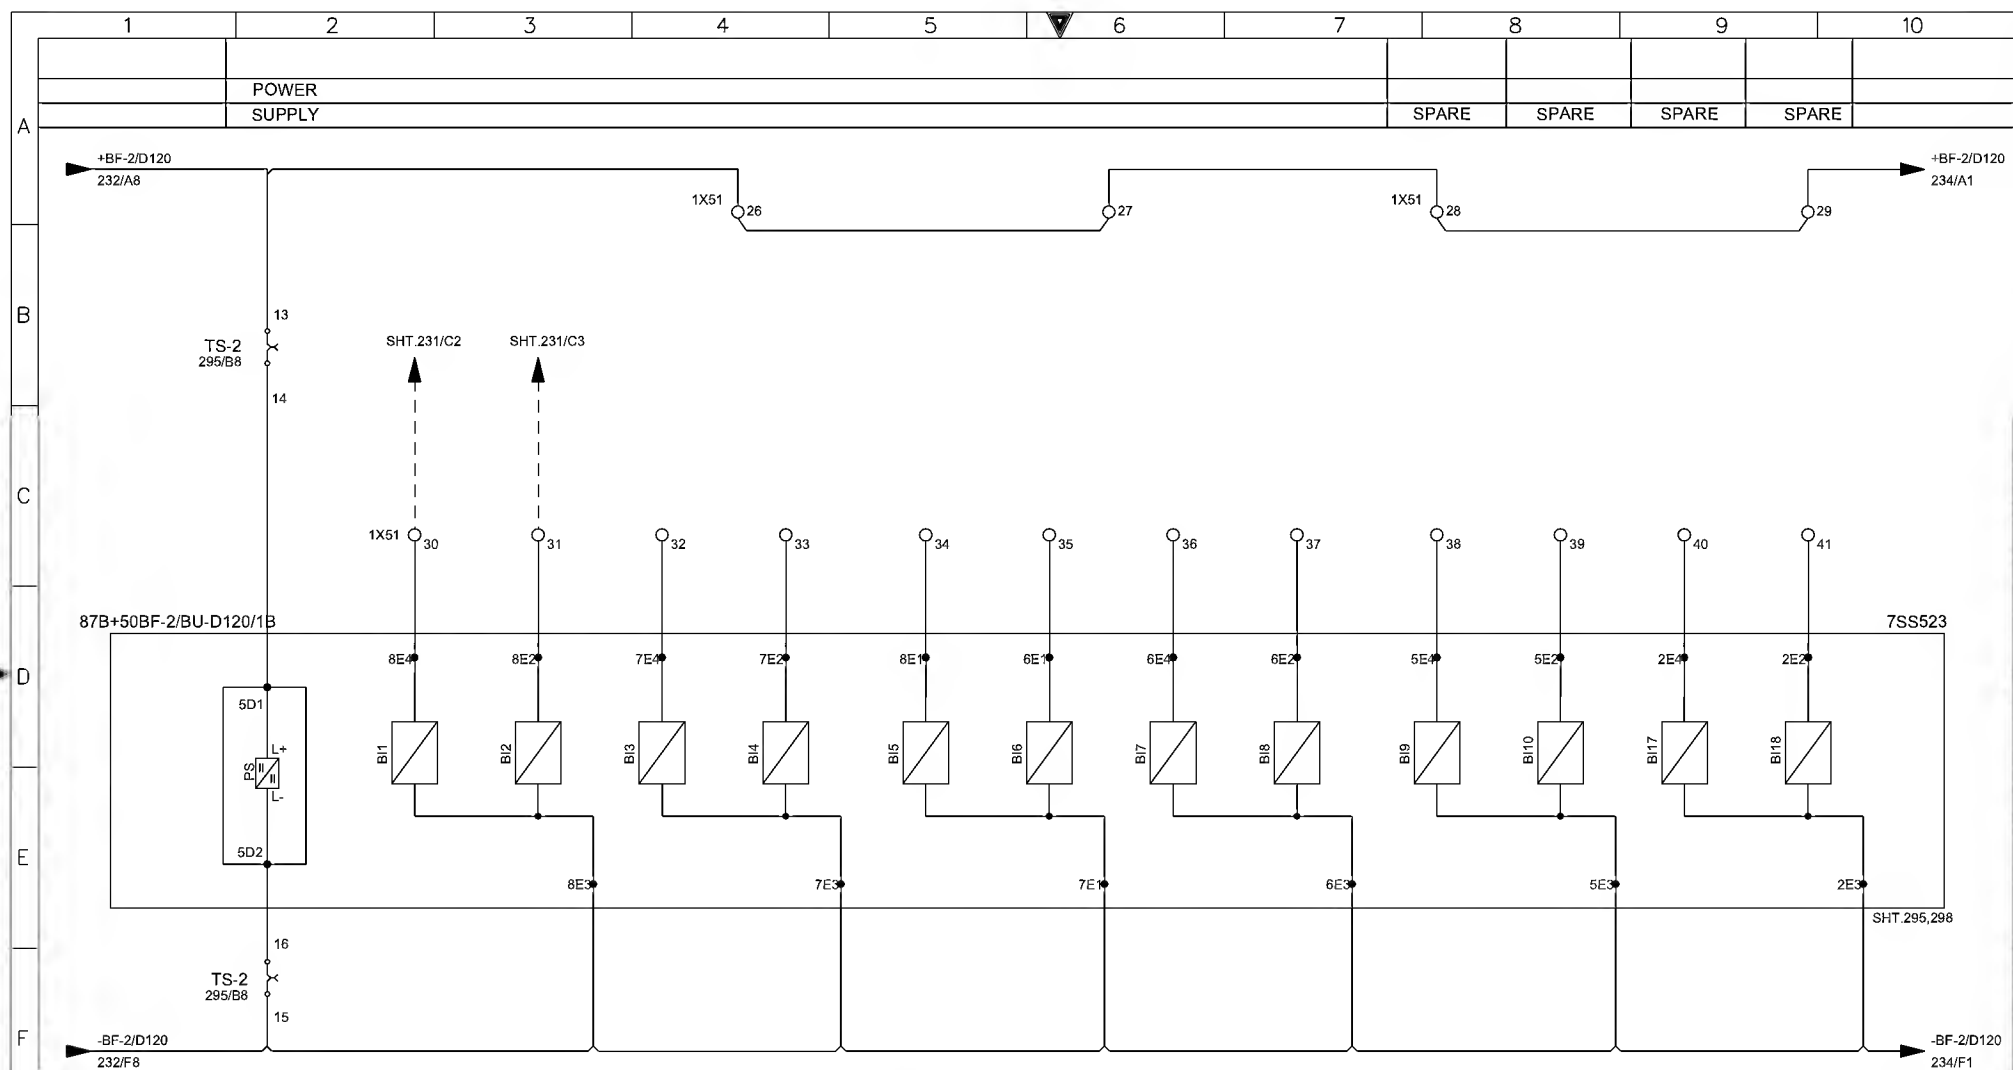 1 2 3 4 5 6 7 8 9 10
POWER
SUPPLY SPARE SPARE SPARE SPARE
A
+BF-2/D120 +BF-2/D120
232/A8 234/A1
1X51 26 27 1X51 28 29
B
13
TS-2
295/B8
14
SHT.231/C2 SHT.231/C3
C
1X51 30 31 32 33 34 35 36 37 38 39 40 41
87B+50BF-2/BU-D120/1B 7SS523
D
8E4 8E2 7E4 7E2 8E1 6E1 6E4 6E2 5E4 5E2 2E4 2E2
5D1
L+
PS
L-
BI1 BI2 BI3 BI4 BI5 BI6 BI7 BI8 BI9 BI10 BI17 BI18
E
5D2
8E3 7E3 7E1 6E3 5E3 2E3
SHT.295,298
16
TS-2
295/B8
15
F
-BF-2/D120 -BF-2/D120
232/F8 234/F1